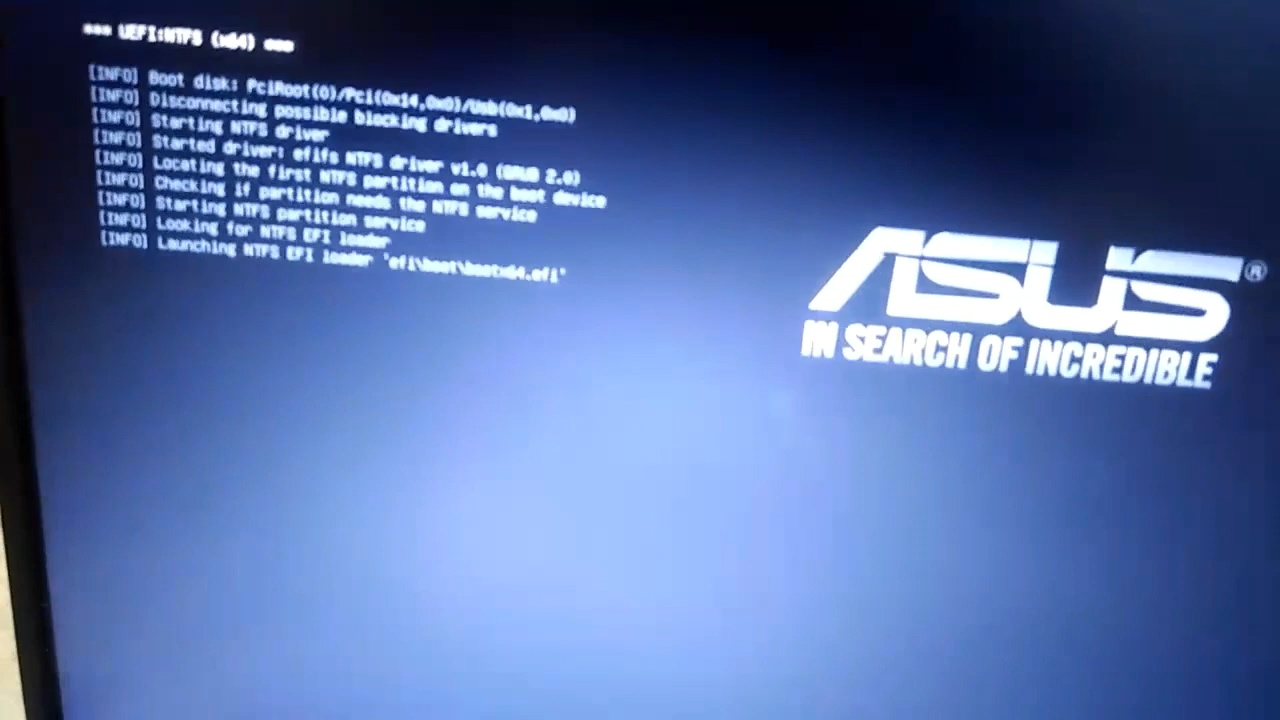 *** UEFI:NTFS (x64) ***
[INFO] Boot disk: PciRoot(0)/Pci(0x14,0x0)/Usb(0x1,0x0)
[INFO] Disconnecting possible blocking drivers
[INFO] Starting NTFS driver
[INFO] Started driver: efifs NTFS driver v1.0 (GRUB 2.0)
[INFO] Locating the first NTFS partition on the boot device
[INFO] Checking if partition needs the NTFS service
[INFO] Starting NTFS partition service
[INFO] Looking for NTFS EFI loader
[INFO] Launching NTFS EFI loader 'efi\boot\bootx64.efi'
ASUS®
IN SEARCH OF INCREDIBLE